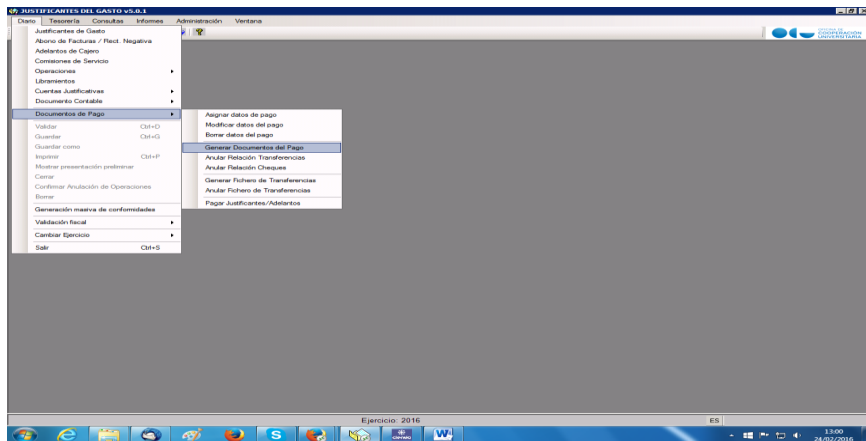 JUSTIFICANTES DEL GASTO v5.0.1
Diario Tesorería Consultas Informes Administración Ventana
OFICINA DE
COOPERACIÓN
UNIVERSITARIA
Justificantes de Gasto
Abono de Facturas / Rect. Negativa
Adelantos de Cajero
Comisiones de Servicio
Operaciones
Libramientos
Cuentas Justificativas
Documento Contable
Documentos de Pago
Validar Ctrl+D
Guardar Ctrl+G
Guardar como
Imprimir Ctrl+P
Mostrar presentación preliminar
Cerrar
Confirmar Anulación de Operaciones
Borrar
Generación masiva de conformidades
Validación fiscal
Cambiar Ejercicio
Salir Ctrl+S
Asignar datos de pago
Modificar datos del pago
Borrar datos del pago
Generar Documentos del Pago
Anular Relación Transferencias
Anular Relación Cheques
Generar Fichero de Transferencias
Anular Fichero de Transferencias
Pagar Justificantes/Adelantos
Ejercicio: 2016
ES
13:00
24/02/2016